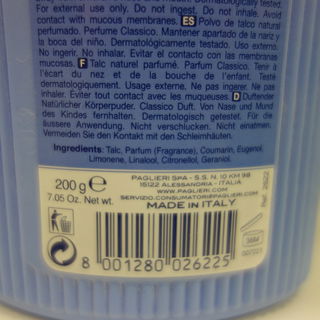 For external use only. Do not ingest. Do not inhale. Avoid
contact with mucous membranes. ES Polvo de talco natural
perfumado. Perfume Classico. Mantener apartado de la nariz y
la boca del niño. Dermatológicamente testado. Uso externo.
No ingerir. No inhalar. Evitar el contacto con las membranas
mucosas. F Talc naturel parfumé. Parfum Classico. Tenir à
l'écart du nez et de la bouche de l'enfant. Testé
dermatologiquement. Usage externe. Ne pas ingérer. Ne pas
inhaler. Eviter tout contact avec les muqueuses D Duftender
Natürlicher Körperpuder. Classico Duft. Von Nase und Mund
des Kindes fernhalten. Dermatologisch getestet. Für die
äussere Anwendung. Nicht verschlucken. Nicht einatmen.
Vermeiden Sie den Kontakt mit den Schleimhäuten.
Ingredients: Talc, Parfum (Fragrance), Coumarin, Eugenol,
Limonene, Linalool, Citronellol, Geraniol.
200 g e
7.05 Oz. Net wt.
PAGLIERI SPA - S.S. N. 10 KM 98
15122 ALESSANDRIA - ITALIA
WWW.PAGLIERI.COM
SERVIZIO.CONSUMATORI@PAGLIERI.COM
MADE IN ITALY
8 001280 026225
36M